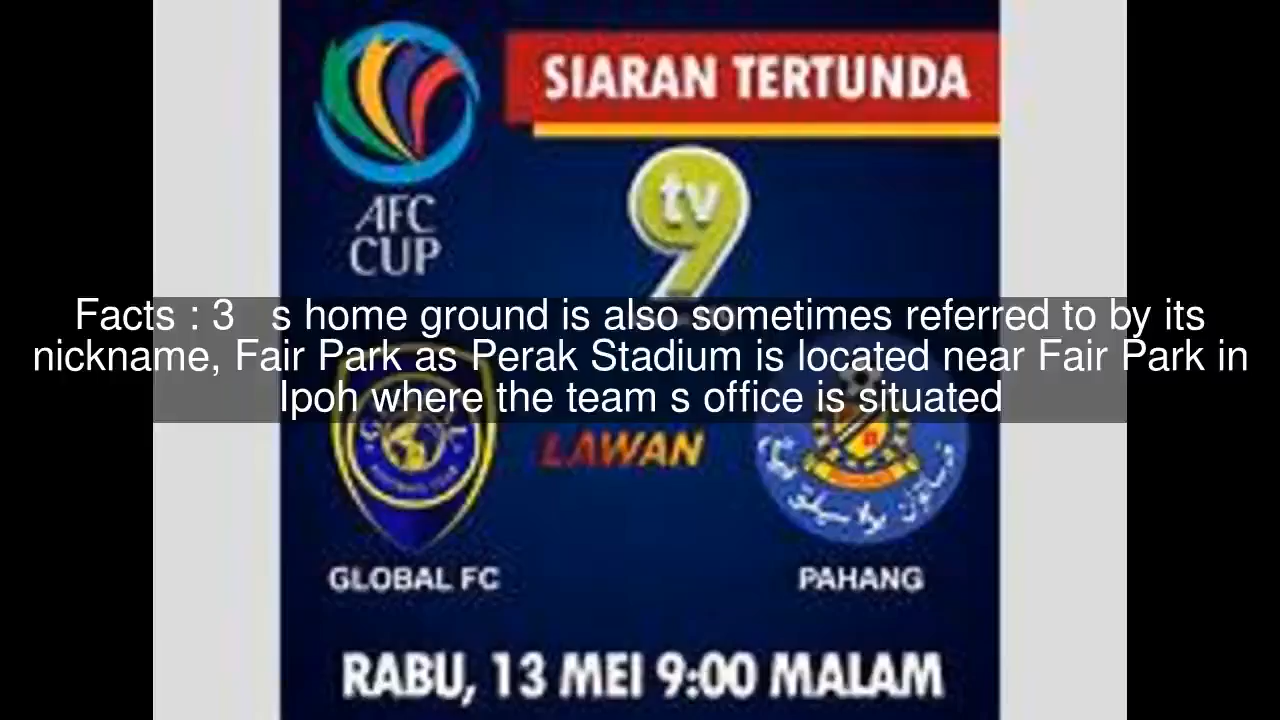 SIARAN TERTUNDA
tv
9
AFC
CUP
Facts : 3 s home ground is also sometimes referred to by its
nickname, Fair Park as Perak Stadium is located near Fair Park in
Ipoh where the team s office is situated
LAWAN
GLOBAL FC
PAHANG
RABU, 13 MEI 9:00 MALAM